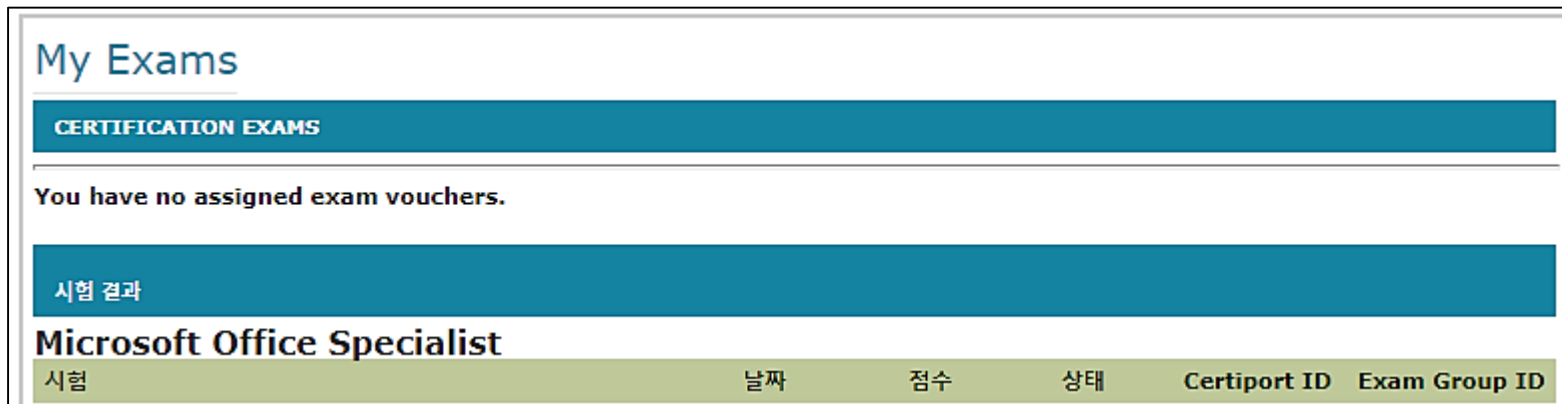 My Exams
CERTIFICATION EXAMS
You have no assigned exam vouchers.
시험 결과
Microsoft Office Specialist
시험 날짜 점수 상태 Certiport ID Exam Group ID